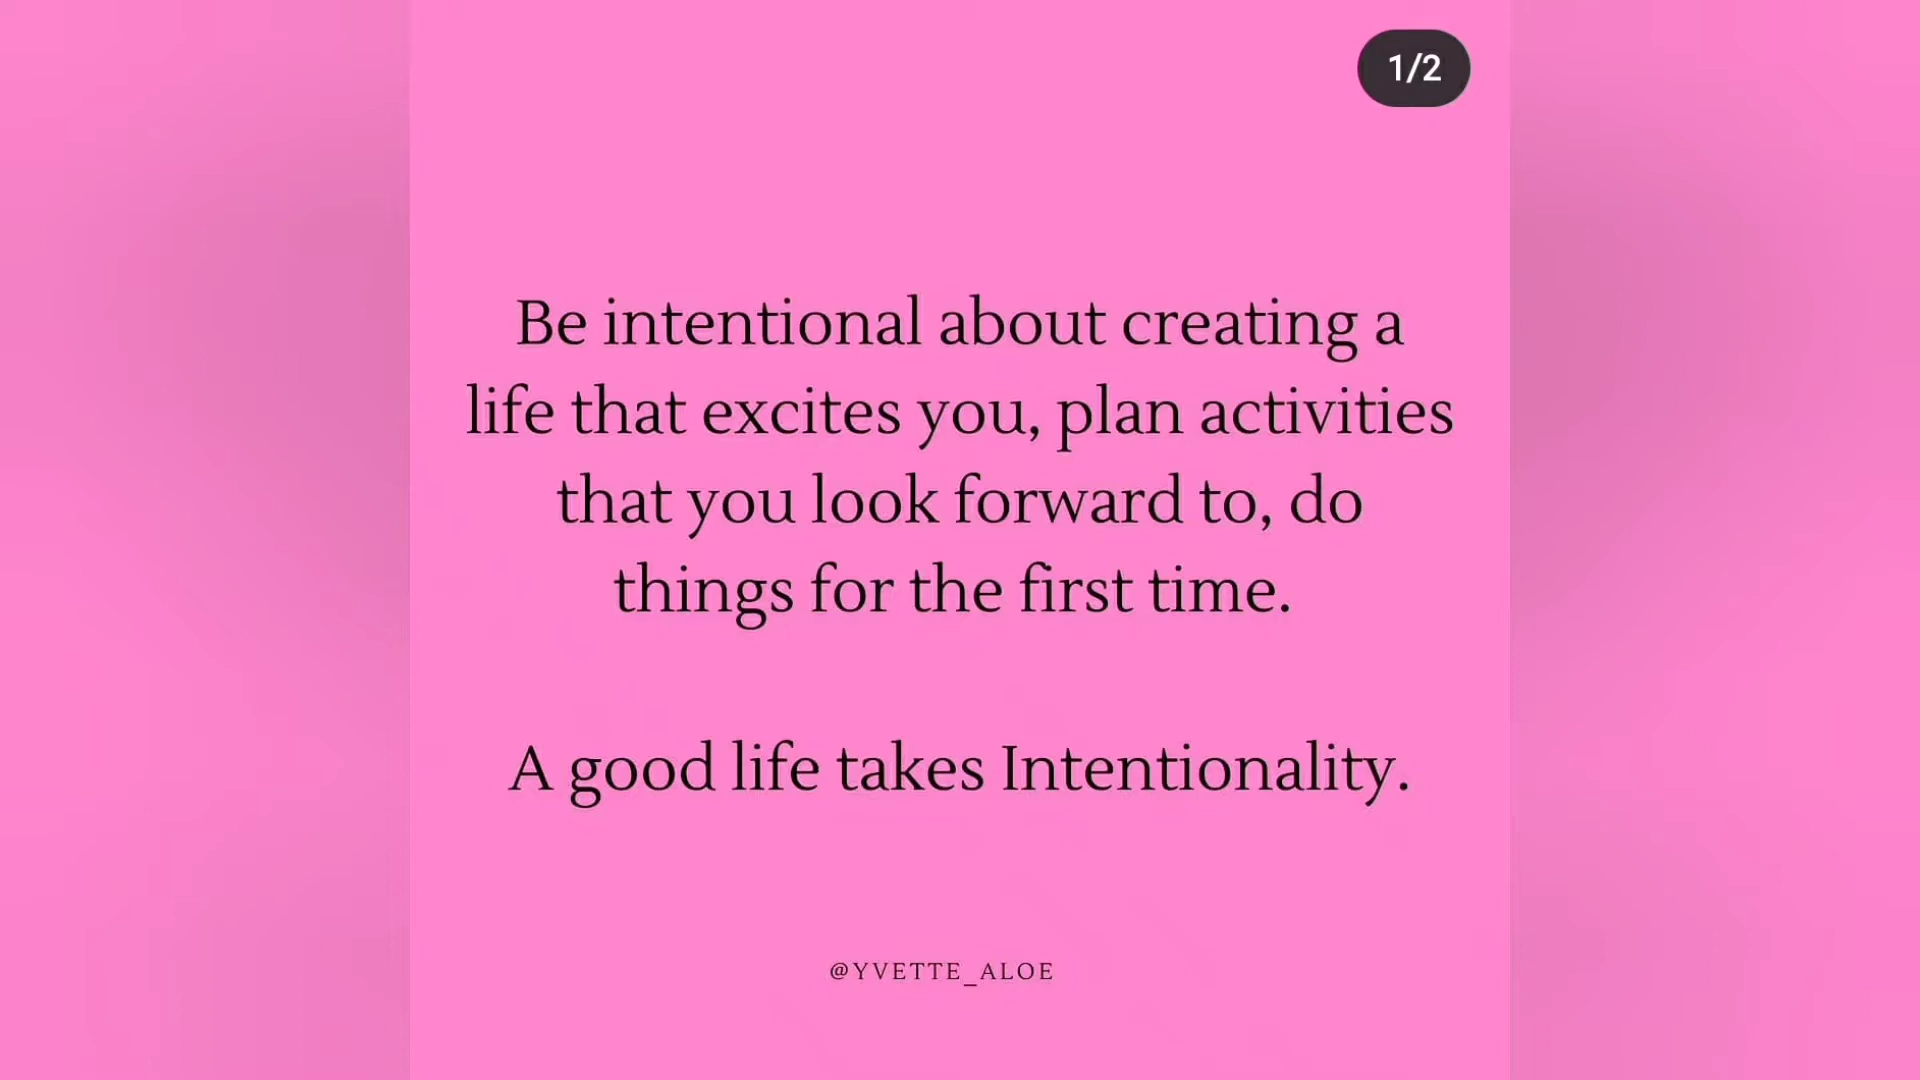 1/2
Be intentional about creating a
life that excites you, plan activities
that you look forward to, do
things for the first time.
A good life takes Intentionality.
@YVETTE_ALOE